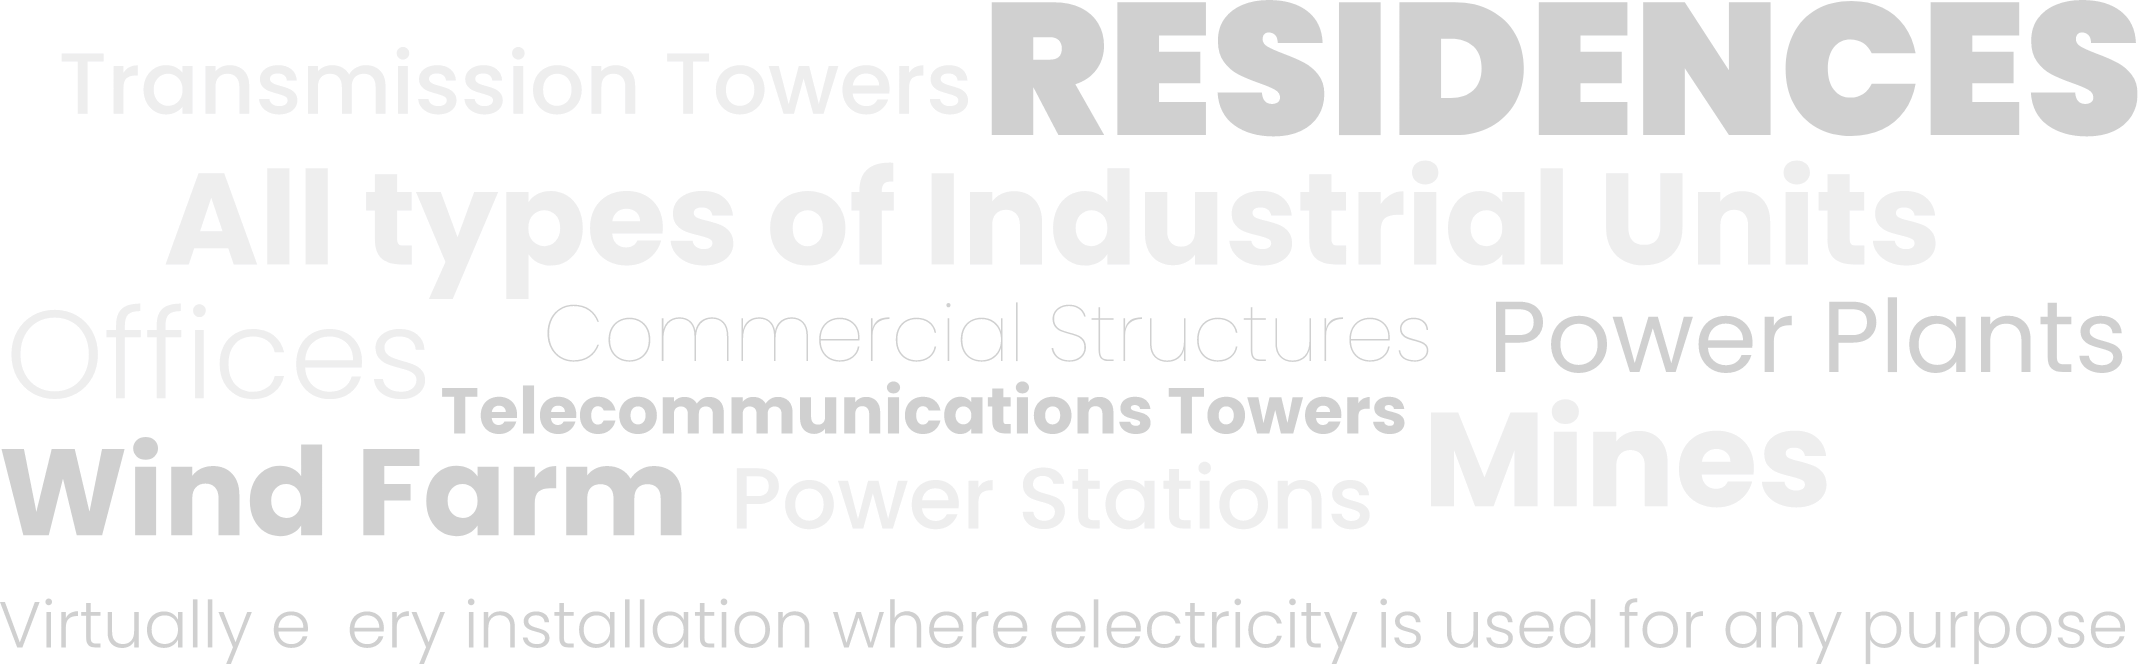 Transmission Towers RESIDENCES
All types of Industrial Units
Offices Commercial Structures Power Plants
Telecommunications Towers Mines
Wind Farm Power Stations
Virtually e ery installation where electricity is used for any purpose